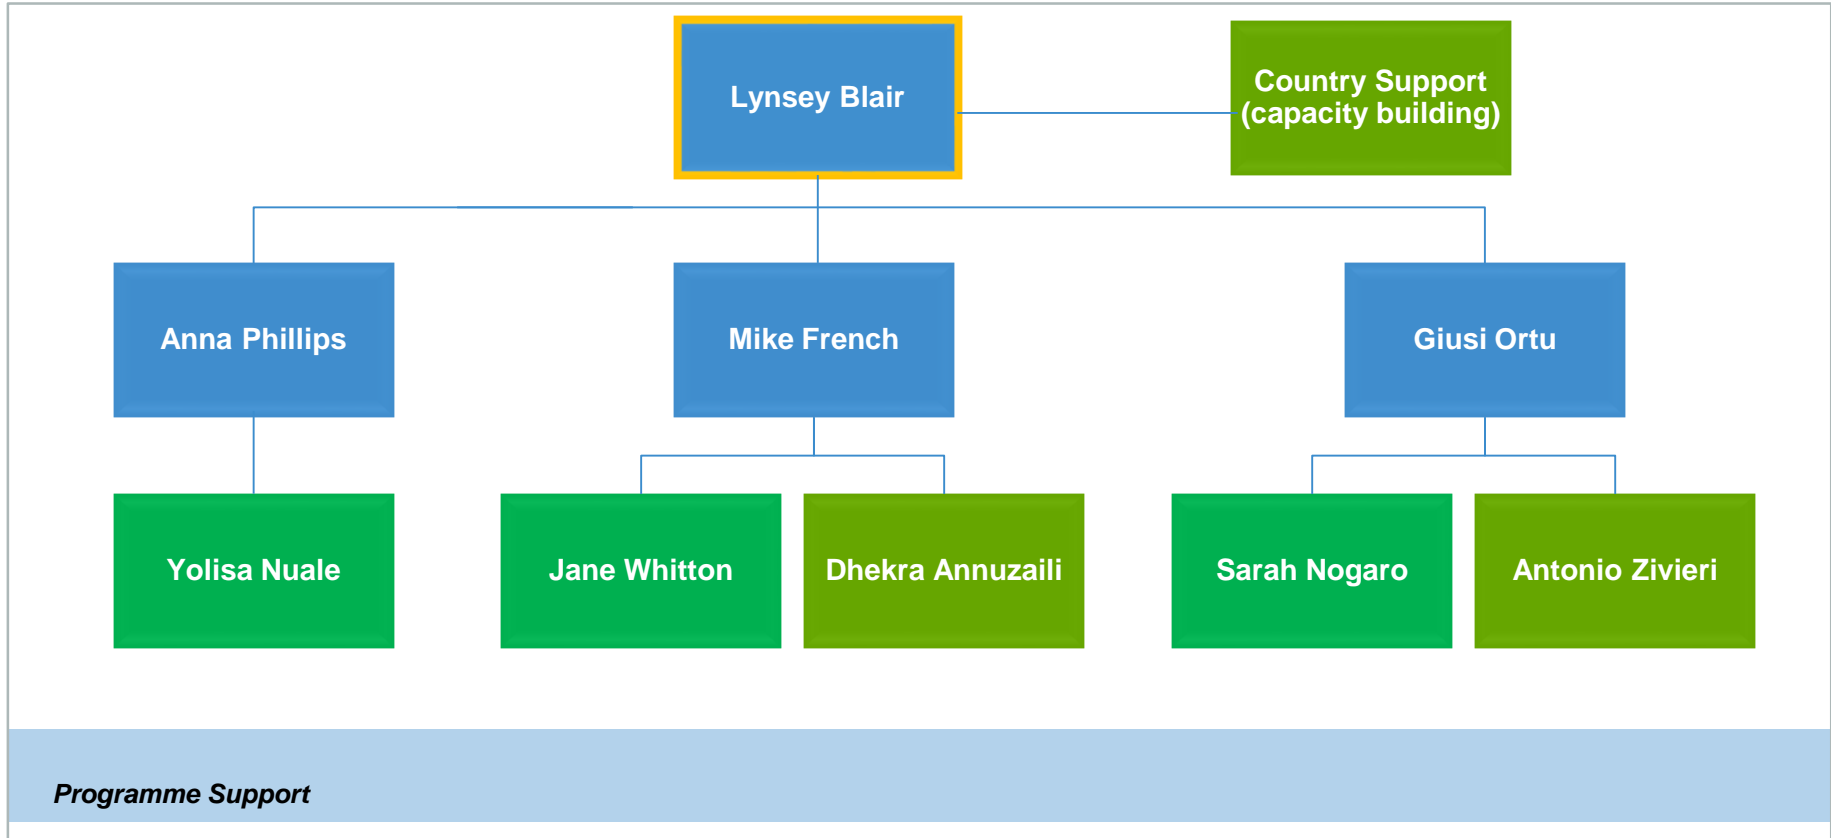 Lynsey Blair
Country Support
(capacity building)
Anna Phillips
Mike French
Giusi Ortu
Yolisa Nuale
Jane Whitton
Dhekra Annuzaili
Sarah Nogaro
Antonio Zivieri
Programme Support